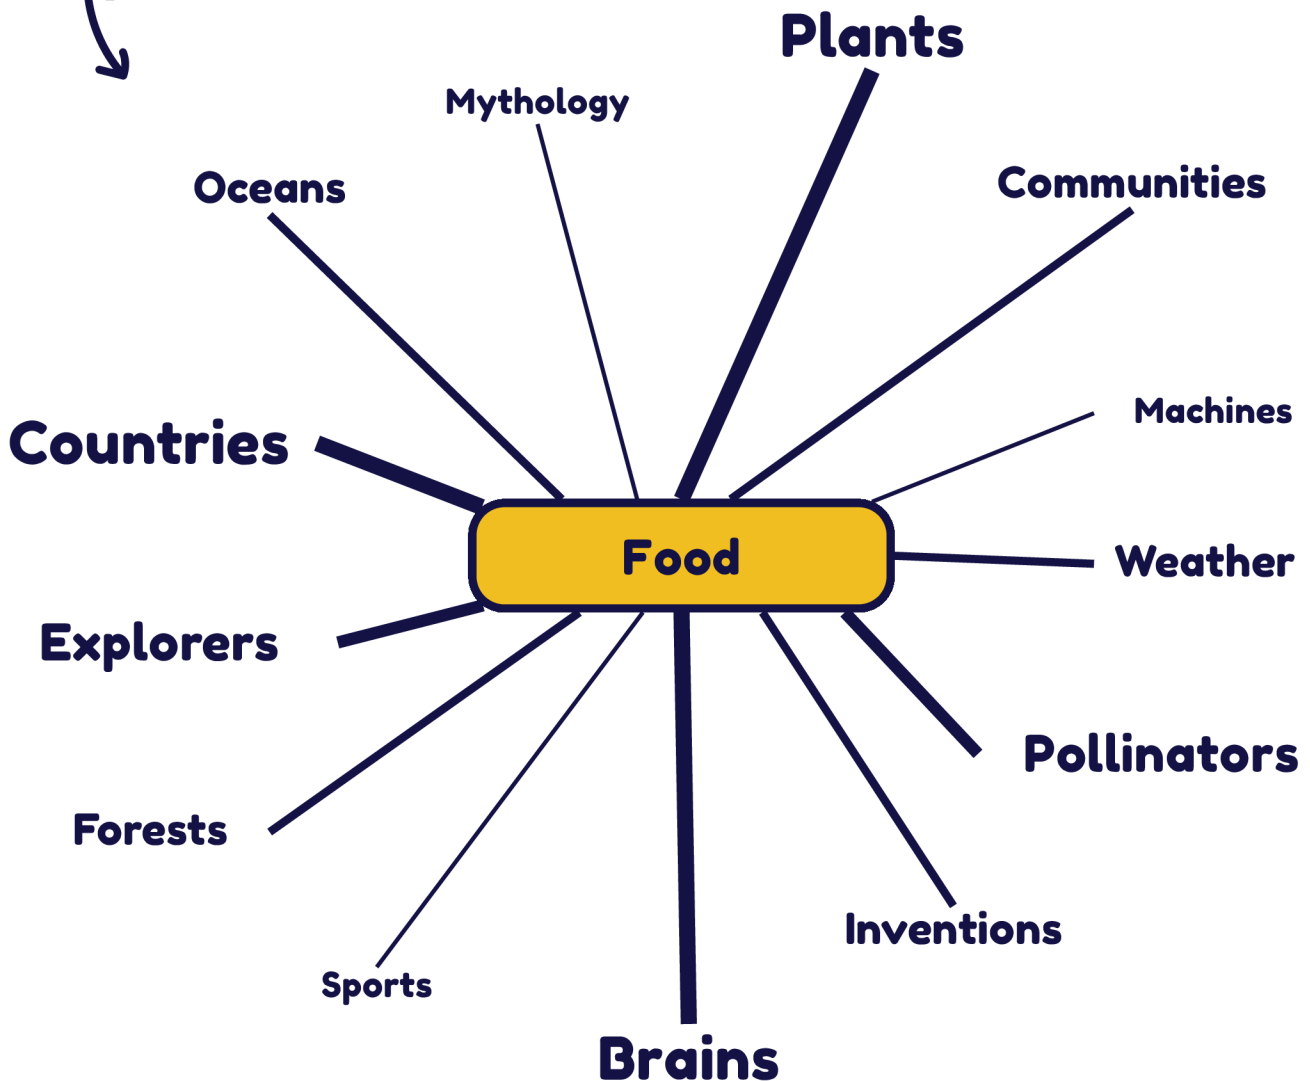 Plants
Mythology
Communities
Oceans
Machines
Countries
Food
Weather
Explorers
Pollinators
Forests
Inventions
Sports
Brains